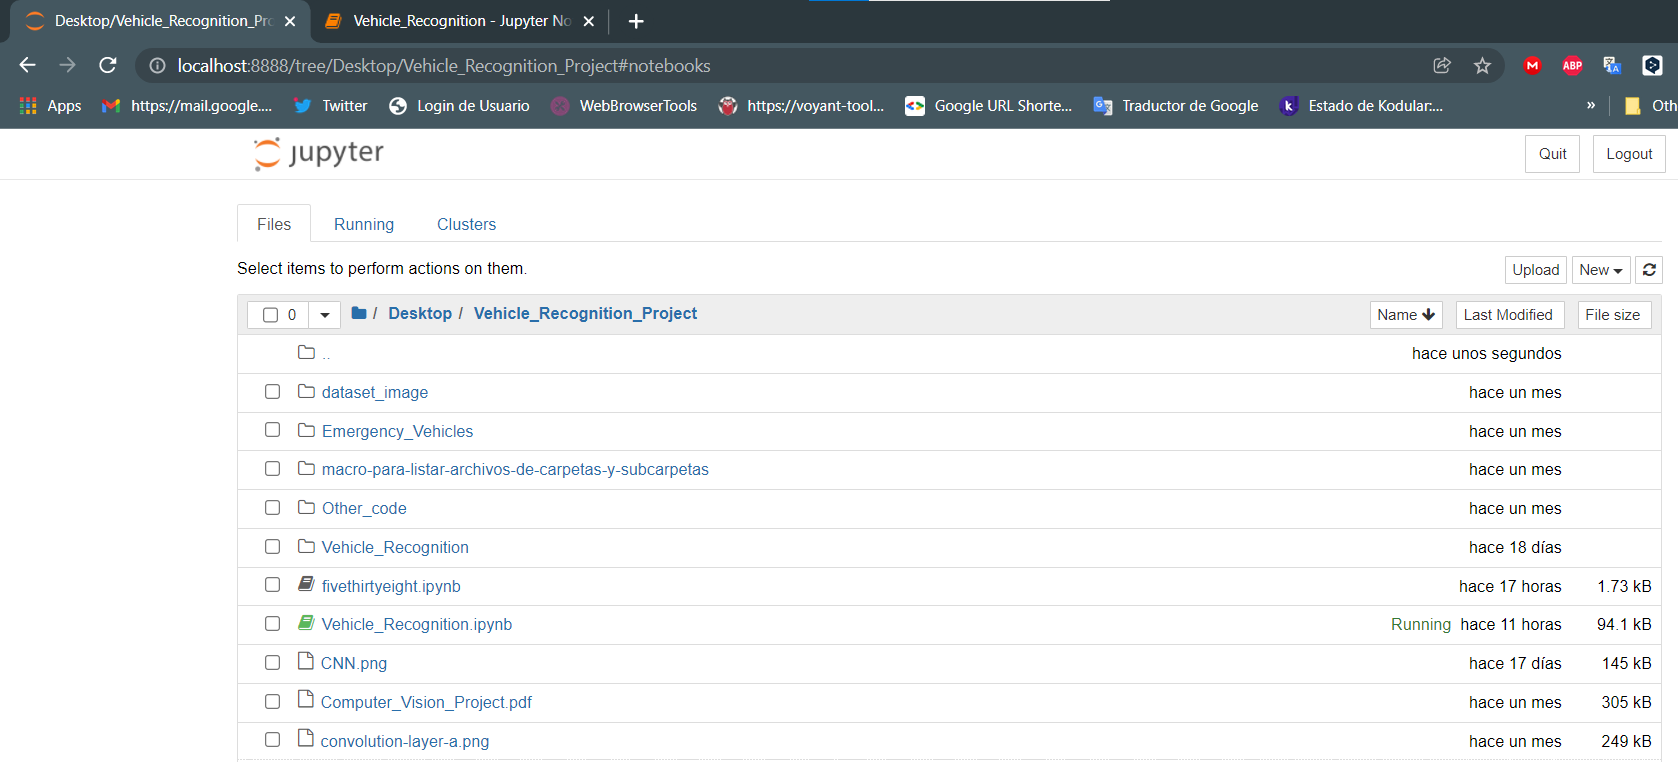 Desktop/Vehicle_Recognition_Pro
Vehicle_Recognition - Jupyter No
localhost:8888/tree/Desktop/Vehicle_Recognition_Project#notebooks
M ABP
Apps https://mail.google.... Twitter Login de Usuario WebBrowserTools https://voyant-tool... Google URL Shorte... Traductor de Google k Estado de Kodular:... » Oth
jupyter
Quit Logout
Files Running Clusters
Select items to perform actions on them.
Upload New
0 / Desktop / Vehicle_Recognition_Project Name Last Modified File size
.. hace unos segundos
dataset_image hace un mes
Emergency_Vehicles hace un mes
macro-para-listar-archivos-de-carpetas-y-subcarpetas hace un mes
Other_code hace un mes
Vehicle_Recognition hace 18 días
fivethirtyeight.ipynb hace 17 horas 1.73 kB
Vehicle_Recognition.ipynb Running hace 11 horas 94.1 kB
CNN.png hace 17 días 145 kB
Computer_Vision_Project.pdf hace un mes 305 kB
convolution-layer-a.png hace un mes 249 kB